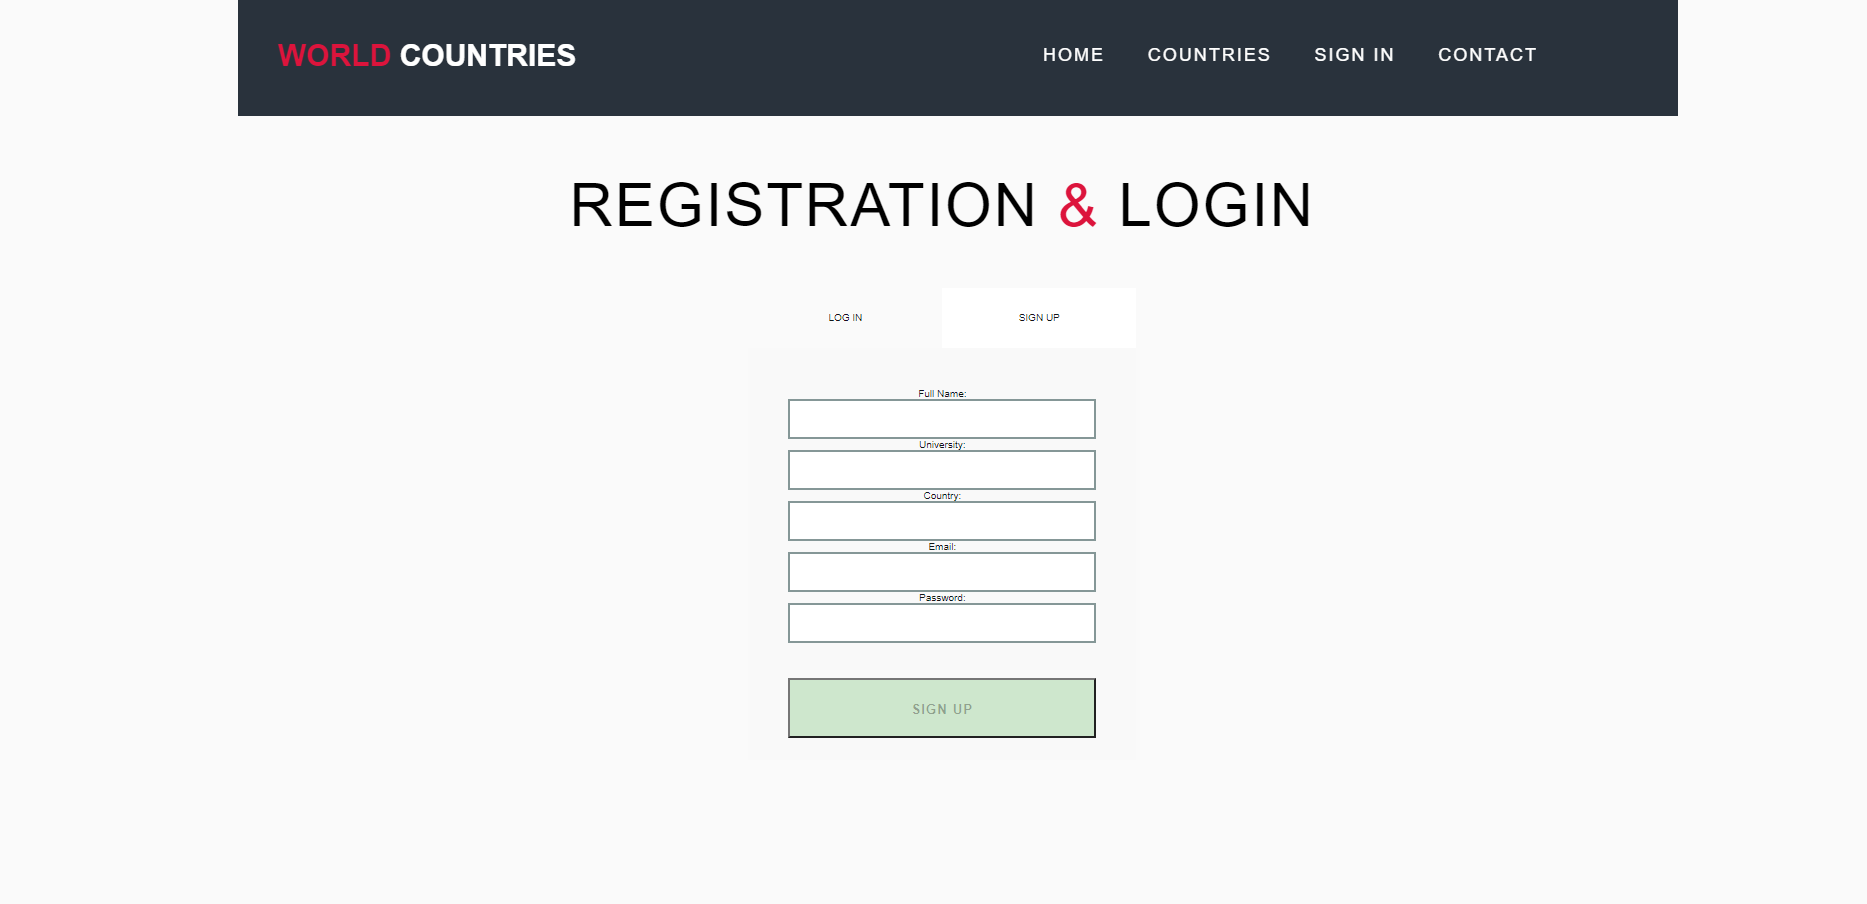 WORLD COUNTRIES
HOME COUNTRIES SIGN IN CONTACT
REGISTRATION & LOGIN
LOG IN SIGN UP
Full Name:
University:
Country:
Email:
Password:
SIGN UP